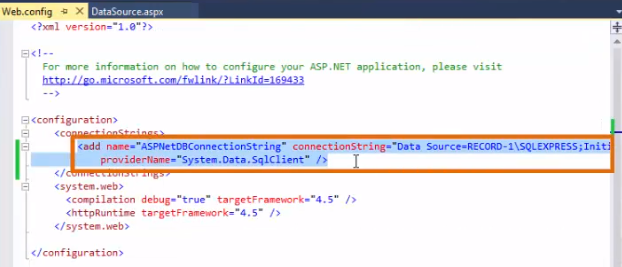 Web.config DataSource.aspx
<?xml version="1.0"?>
<!--
For more information on how to configure your ASP.NET application, please visit
http://go.microsoft.com/fwlink/?LinkId=169433
-->
<configuration>
<connectionStrings>
<add name="ASPNetDBConnectionString" connectionString="Data Source=RECORD-1\SQLEXPRESS;Initi
providerName="System.Data.SqlClient" />
</connectionStrings>
<system.web>
<compilation debug="true" targetFramework="4.5" />
<httpRuntime targetFramework="4.5" />
</system.web>
</configuration>